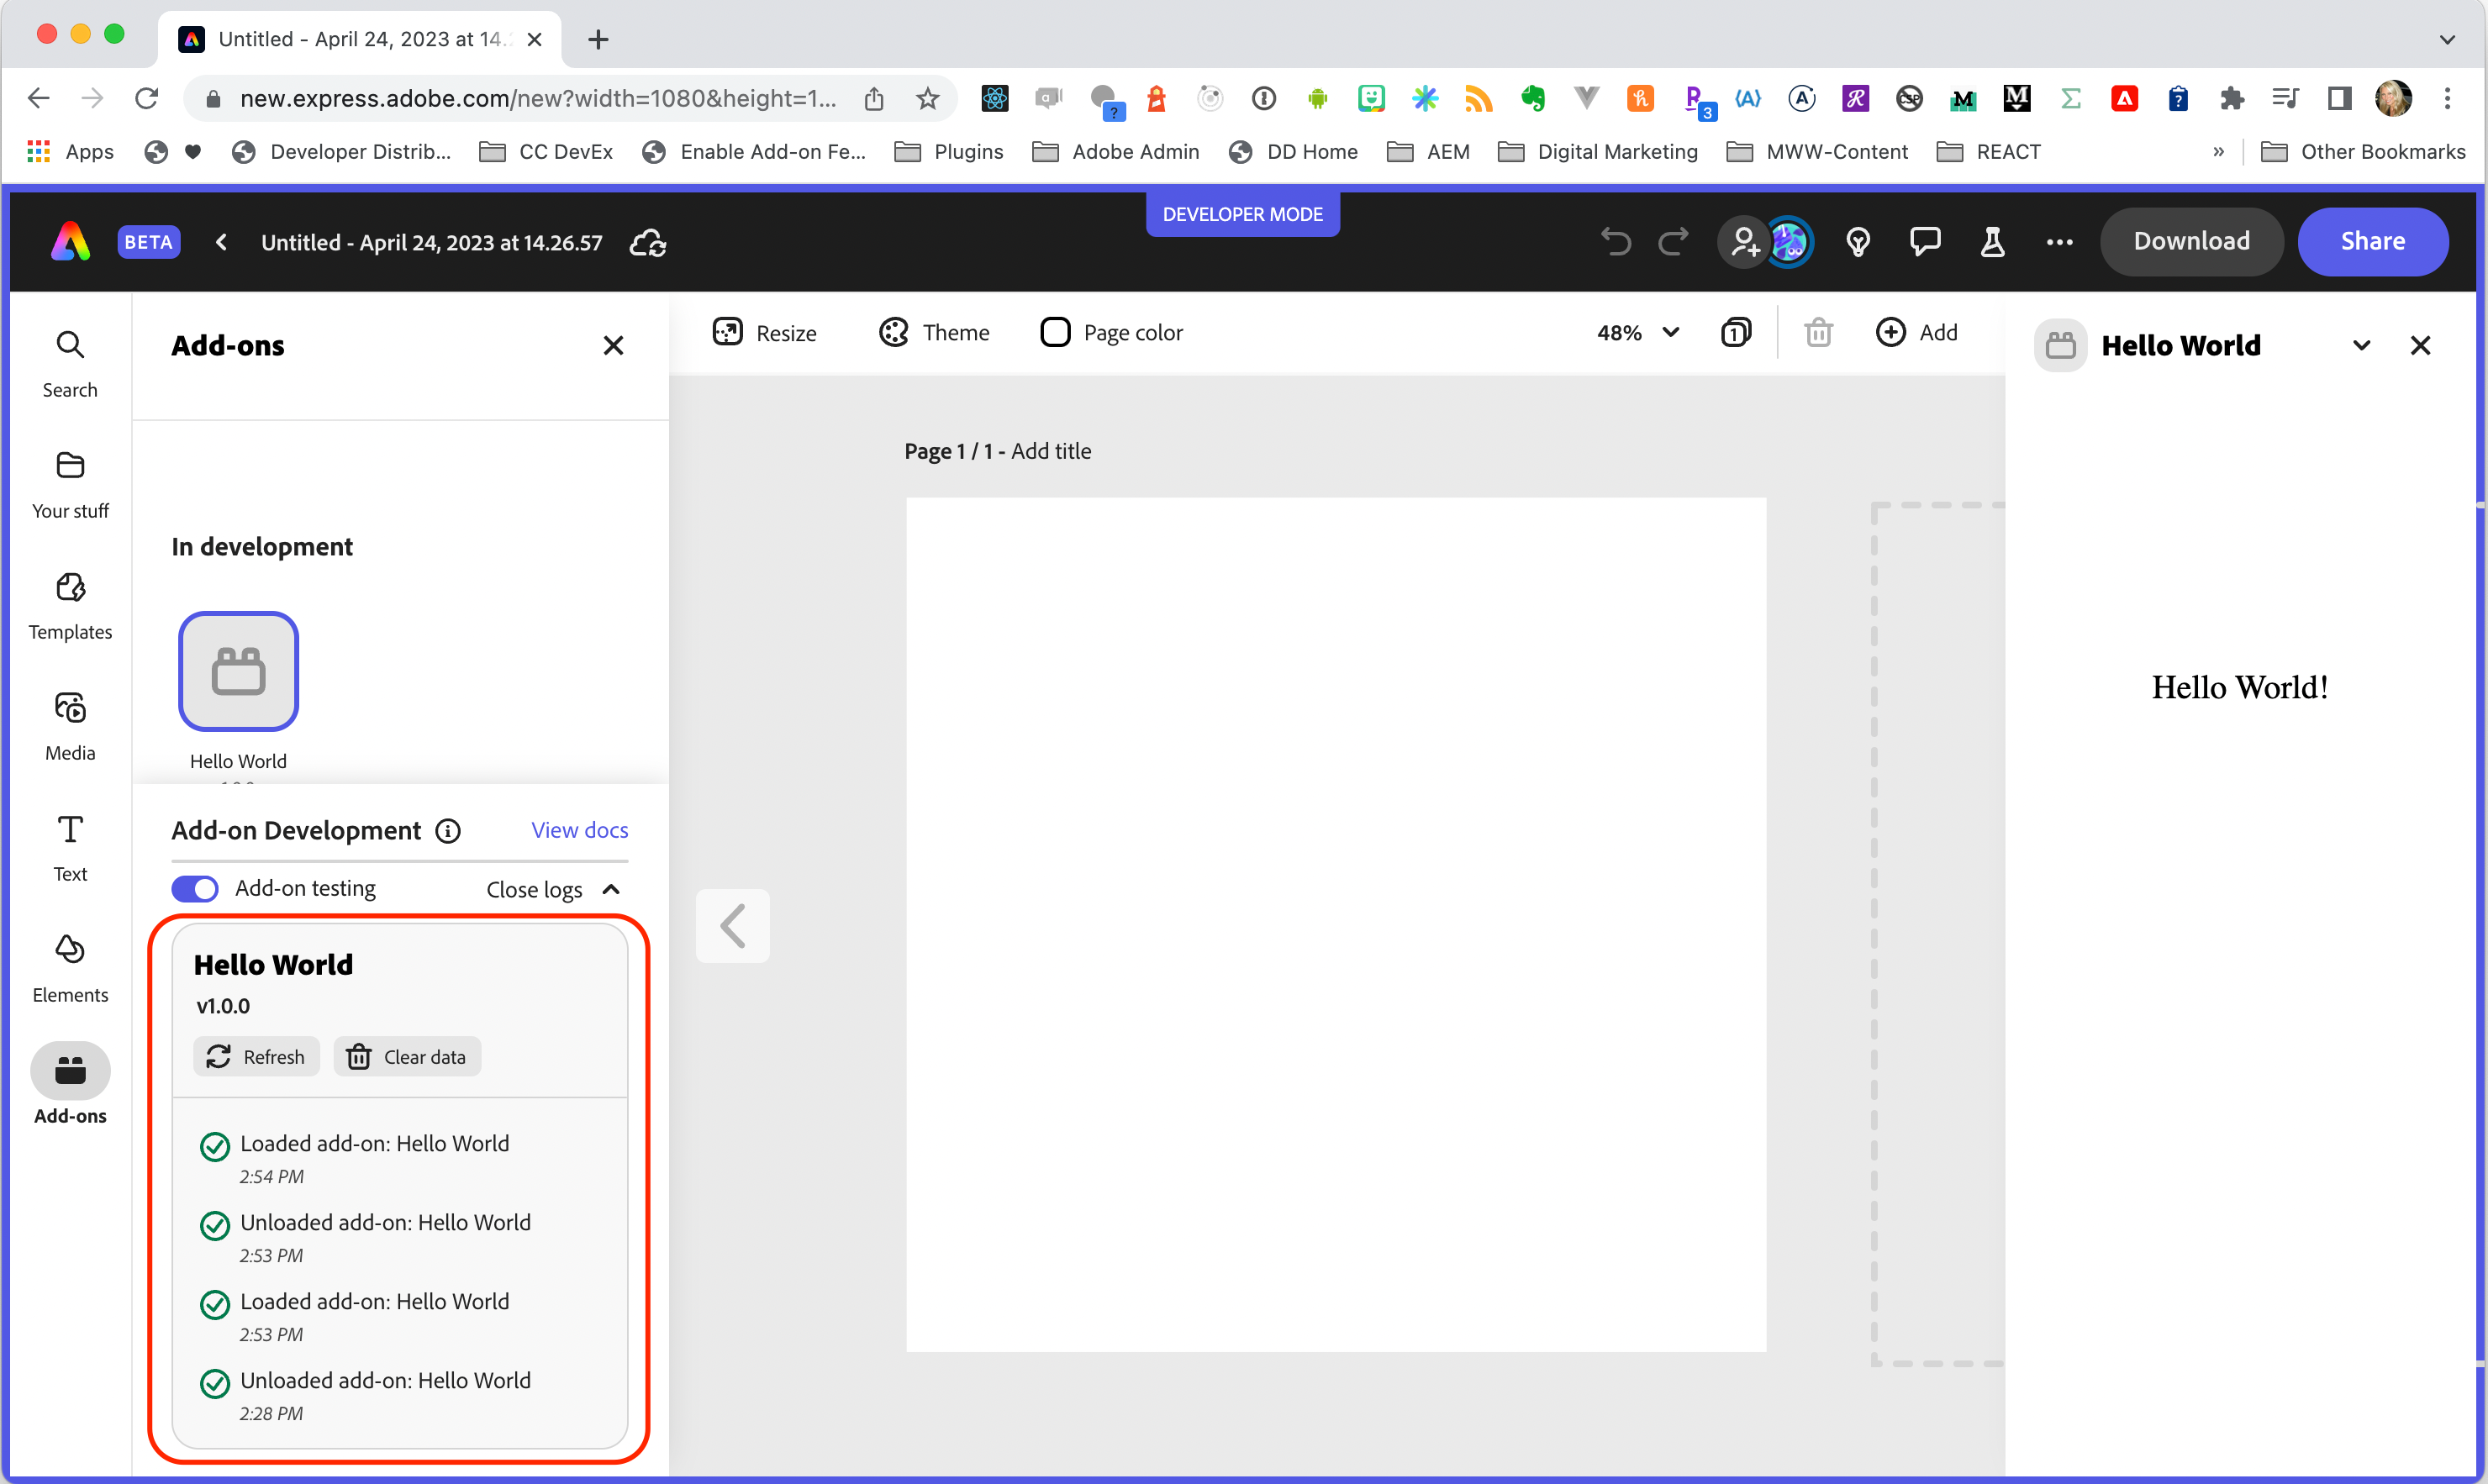 Untitled - April 24, 2023 at 14.
new.express.adobe.com/new?width=1080&height=1...
Apps
Developer Distrib...
CC DevEx
Enable Add-on Fe...
Plugins
Adobe Admin
DD Home
AEM
Digital Marketing
MWW-Content
REACT
»
Other Bookmarks
DEVELOPER MODE
BETA
Untitled - April 24, 2023 at 14.26.57
Download
Share
Search
Your stuff
Templates
Media
Text
Elements
Add-ons
Add-ons
In development
Hello World
Add-on Development
View docs
Add-on testing
Close logs
Hello World
v1.0.0
Refresh
Clear data
Loaded add-on: Hello World
2:54 PM
Unloaded add-on: Hello World
2:53 PM
Loaded add-on: Hello World
2:53 PM
Unloaded add-on: Hello World
2:28 PM
Resize
Theme
Page color
48%
1
Add
Page 1 / 1 - Add title
Hello World
Hello World!